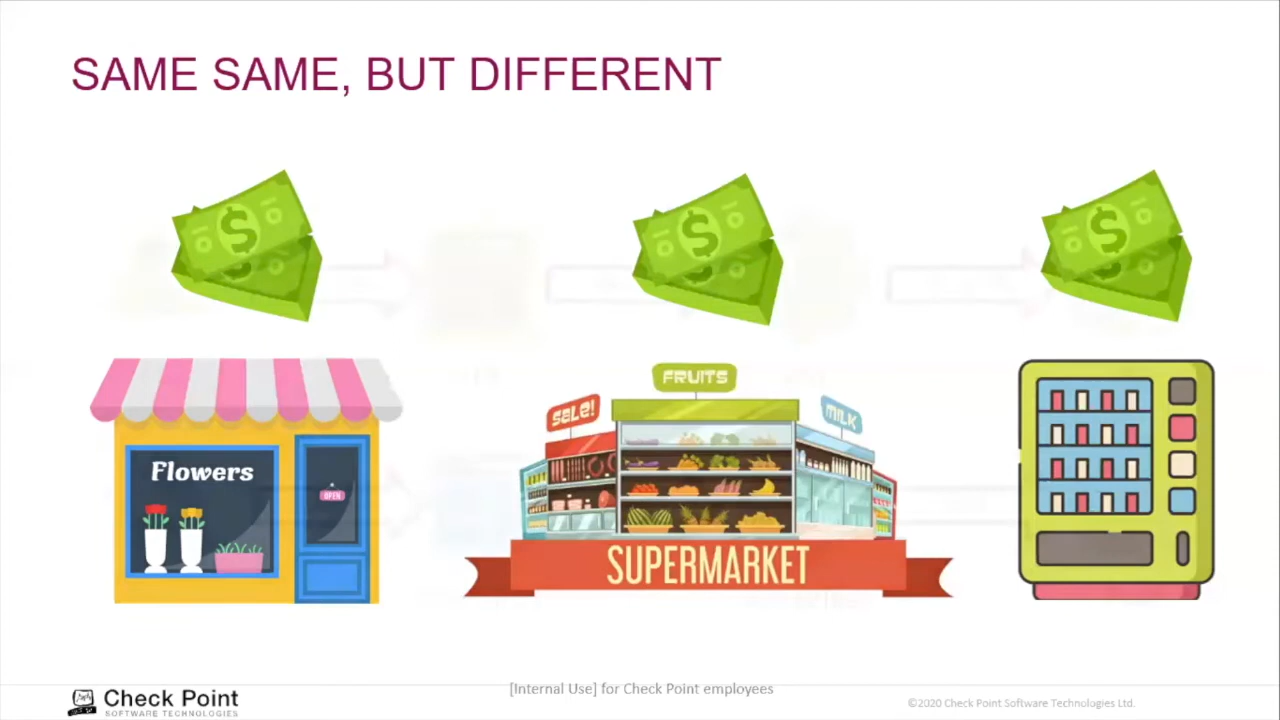 SAME SAME, BUT DIFFERENT
$
$
$
Flowers
OPEN
SALE!
FRUITS
MILK
SUPERMARKET
Check Point
SOFTWARE TECHNOLOGIES
[Internal Use] for Check Point employees
©2020 Check Point Software Technologies Ltd.